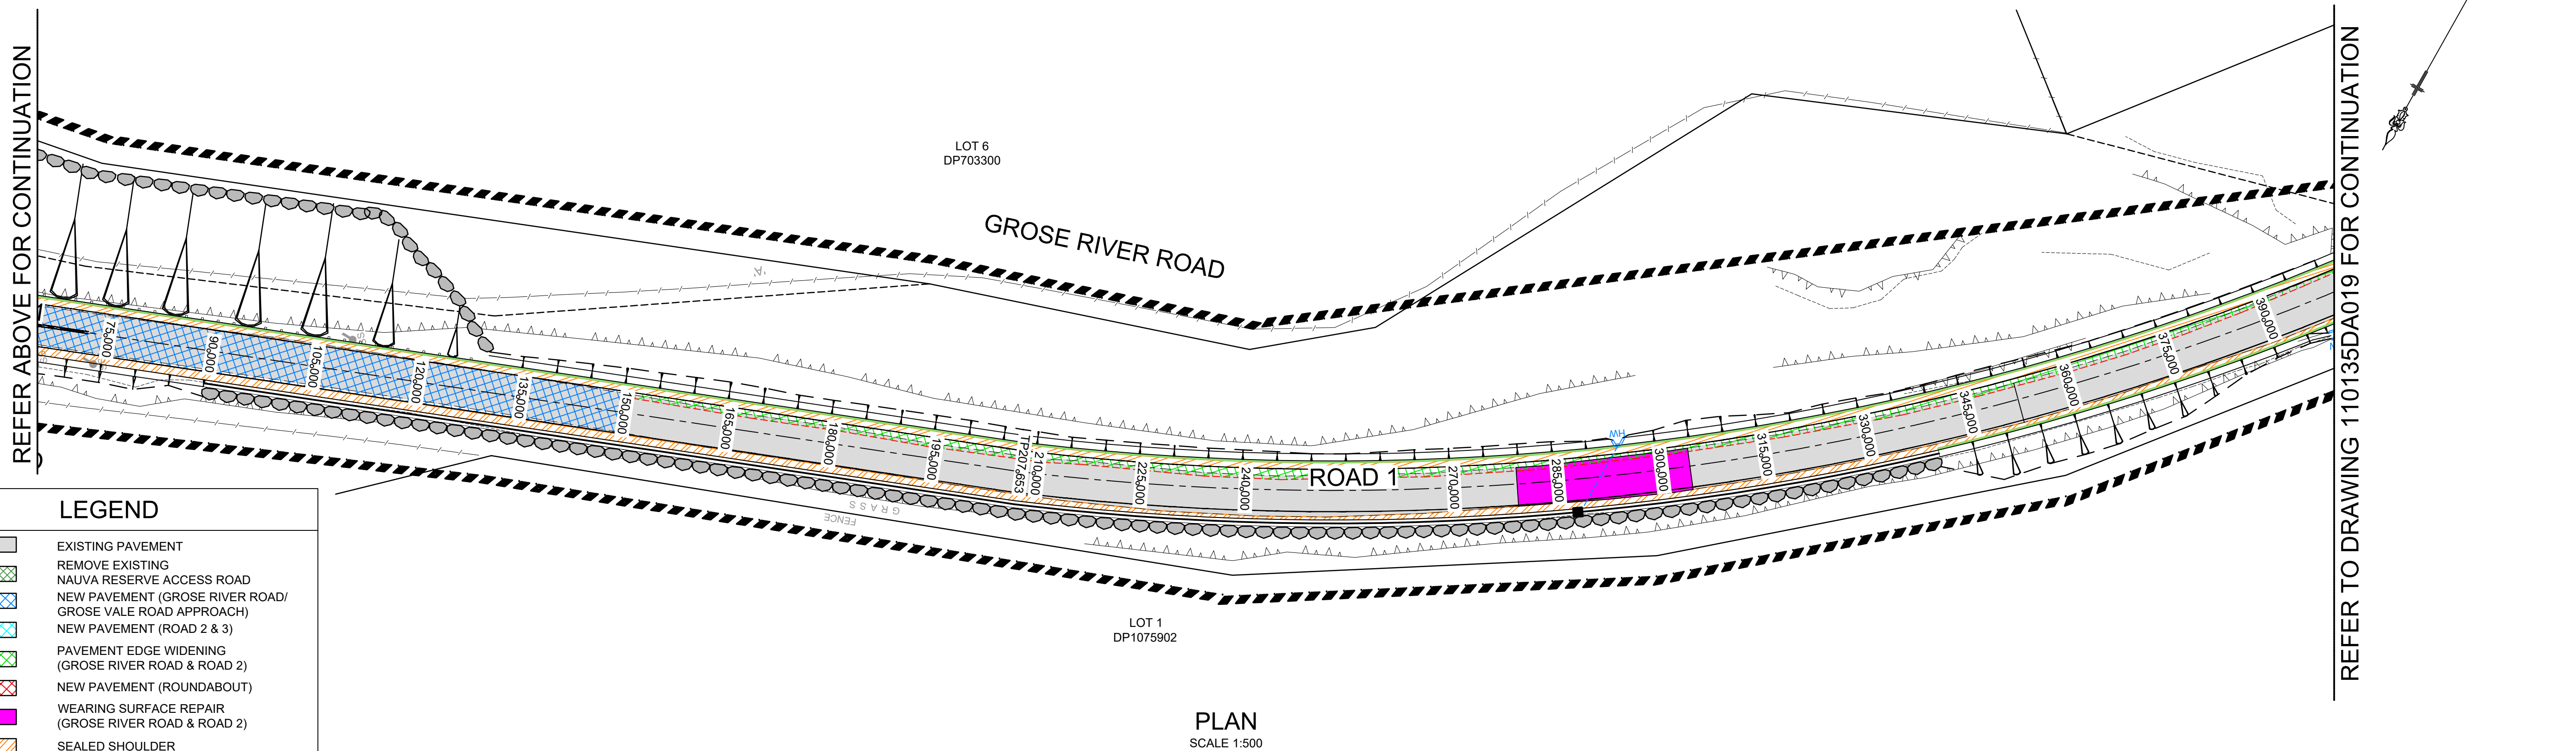 REFER ABOVE FOR CONTINUATION
LOT 6
DP703300
GROSE RIVER ROAD
'A'
75.000
90.000
105.000
120.000
135.000
150.000
165.000
180.000
195.000
TP207.653
210.000
225.000
240.000
ROAD 1
270.000
285.000
HW
300.000
315.000
330.000
345.000
360.000
375.000
390.000
GRASS
FENCE
LOT 1
DP1075902
REFER TO DRAWING 110135DA019 FOR CONTINUATION
LEGEND
EXISTING PAVEMENT
REMOVE EXISTING
NAUVA RESERVE ACCESS ROAD
NEW PAVEMENT (GROSE RIVER ROAD/
GROSE VALE ROAD APPROACH)
NEW PAVEMENT (ROAD 2 & 3)
PAVEMENT EDGE WIDENING
(GROSE RIVER ROAD & ROAD 2)
NEW PAVEMENT (ROUNDABOUT)
WEARING SURFACE REPAIR
(GROSE RIVER ROAD & ROAD 2)
SEALED SHOULDER
PLAN
SCALE 1:500